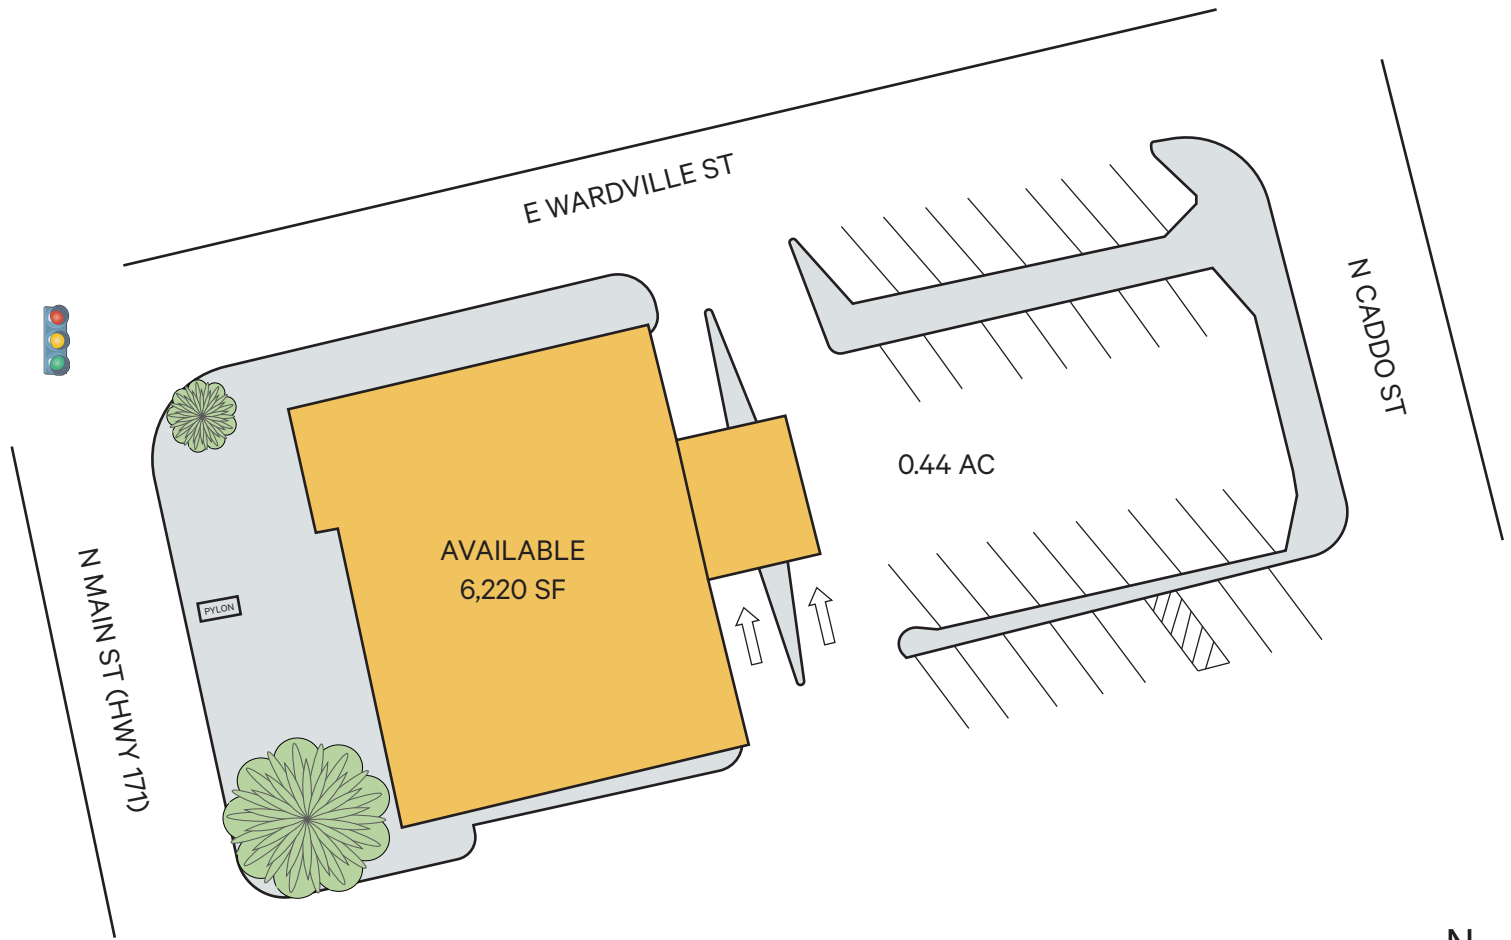 E WARDVILLE ST
N CADDO ST
0.44 AC
AVAILABLE
6,220 SF
PYLON
N MAIN ST (HWY 171)
N